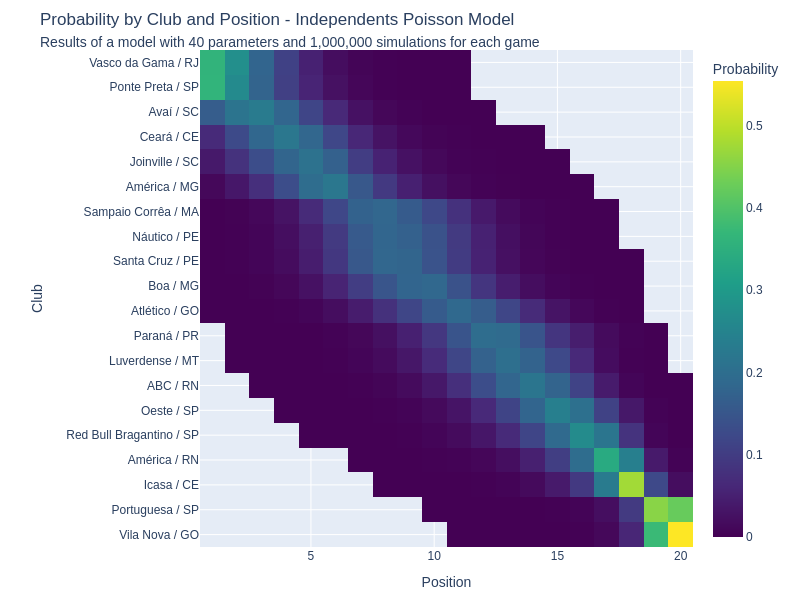 Probability by Club and Position - Independents Poisson Model
Results of a model with 40 parameters and 1,000,000 simulations for each game
Probability
Club
Vasco da Gama / RJ
Ponte Preta / SP
Avaí / SC
Ceará / CE
Joinville / SC
América / MG
Sampaio Corrêa / MA
Náutico / PE
Santa Cruz / PE
Boa / MG
Atlético / GO
Paraná / PR
Luverdense / MT
ABC / RN
Oeste / SP
Red Bull Bragantino / SP
América / RN
Icasa / CE
Portuguesa / SP
Vila Nova / GO
5
10
15
20
Position
0.5
0.4
0.3
0.2
0.1
0